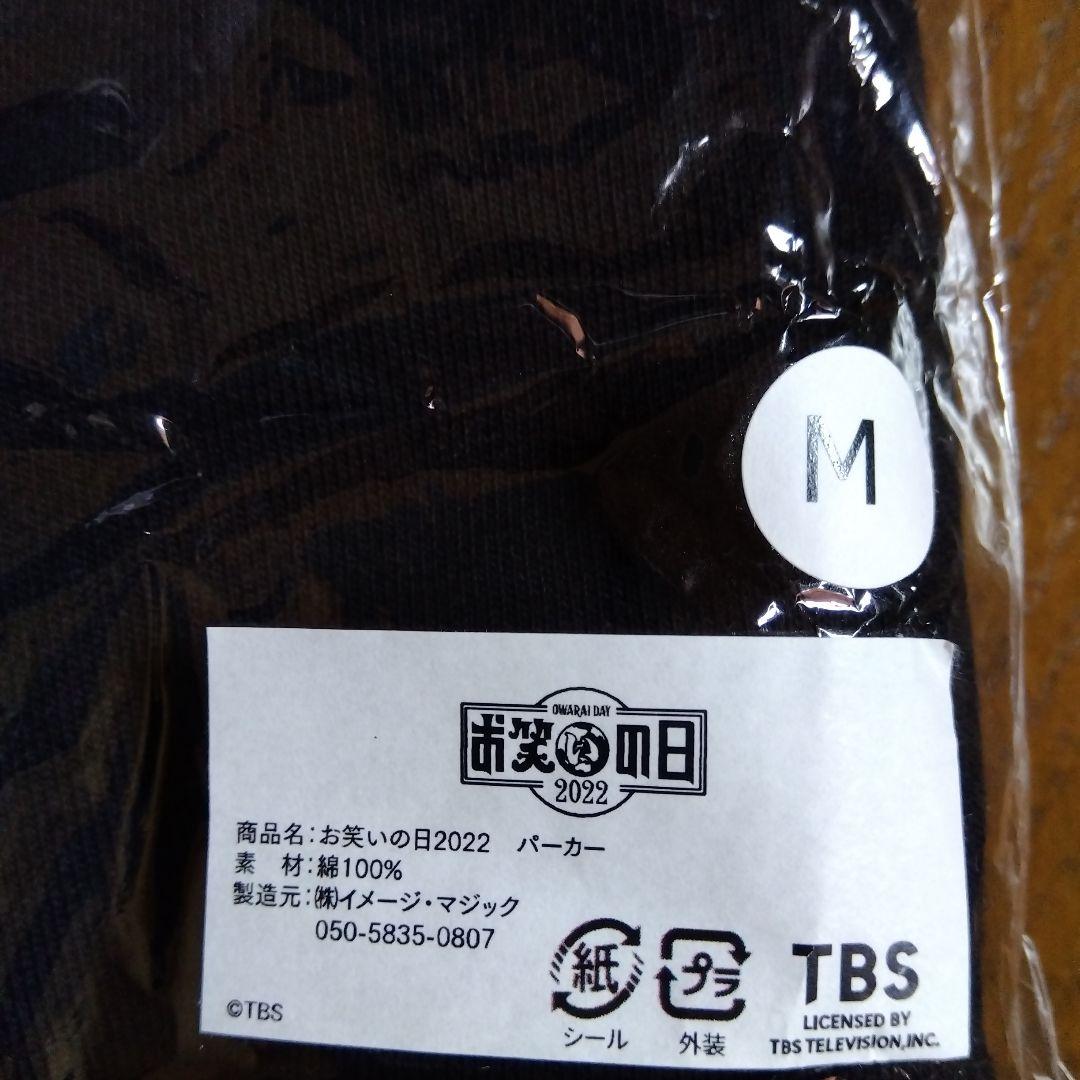 M
OWARAI DAY
お笑いの日
2022
商品名:お笑いの日2022 パーカー
素 材:綿100%
製造元:㈱イメージ・マジック
050-5835-0807
紙
シール
プラ
外装
TBS
LICENSED BY
TBS TELEVISION, INC.
©TBS